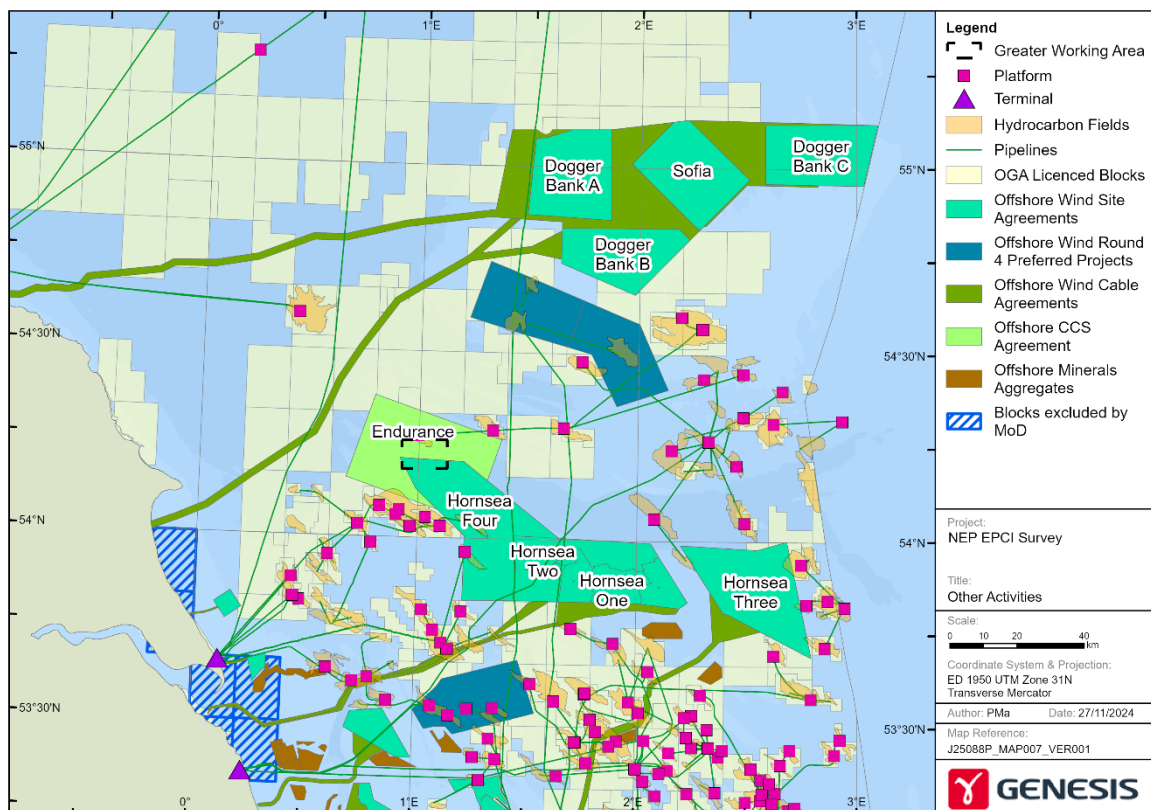 0°
1°E
2°E
3°E
55°N
55°N
Dogger
Bank A
Sofia
Dogger
Bank C
Dogger
Bank B
54°30'N
54°30'N
Endurance
Hornsea
Four
54°N
54°N
Hornsea
Two
Hornsea
One
Hornsea
Three
53°30'N
53°30'N
0°
1°E
2°E
3°E
Legend
Greater Working Area
Platform
Terminal
Hydrocarbon Fields
Pipelines
OGA Licenced Blocks
Offshore Wind Site
Agreements
Offshore Wind Round
4 Preferred Projects
Offshore Wind Cable
Agreements
Offshore CCS
Agreement
Offshore Minerals
Aggregates
Blocks excluded by
MoD
Project:
NEP EPCI Survey
Title:
Other Activities
Scale:
0 10 20 40
km
Coordinate System & Projection:
ED 1950 UTM Zone 31N
Transverse Mercator
Author: PMa Date: 27/11/2024
Map Reference:
J25088P_MAP007_VER001
GENESIS